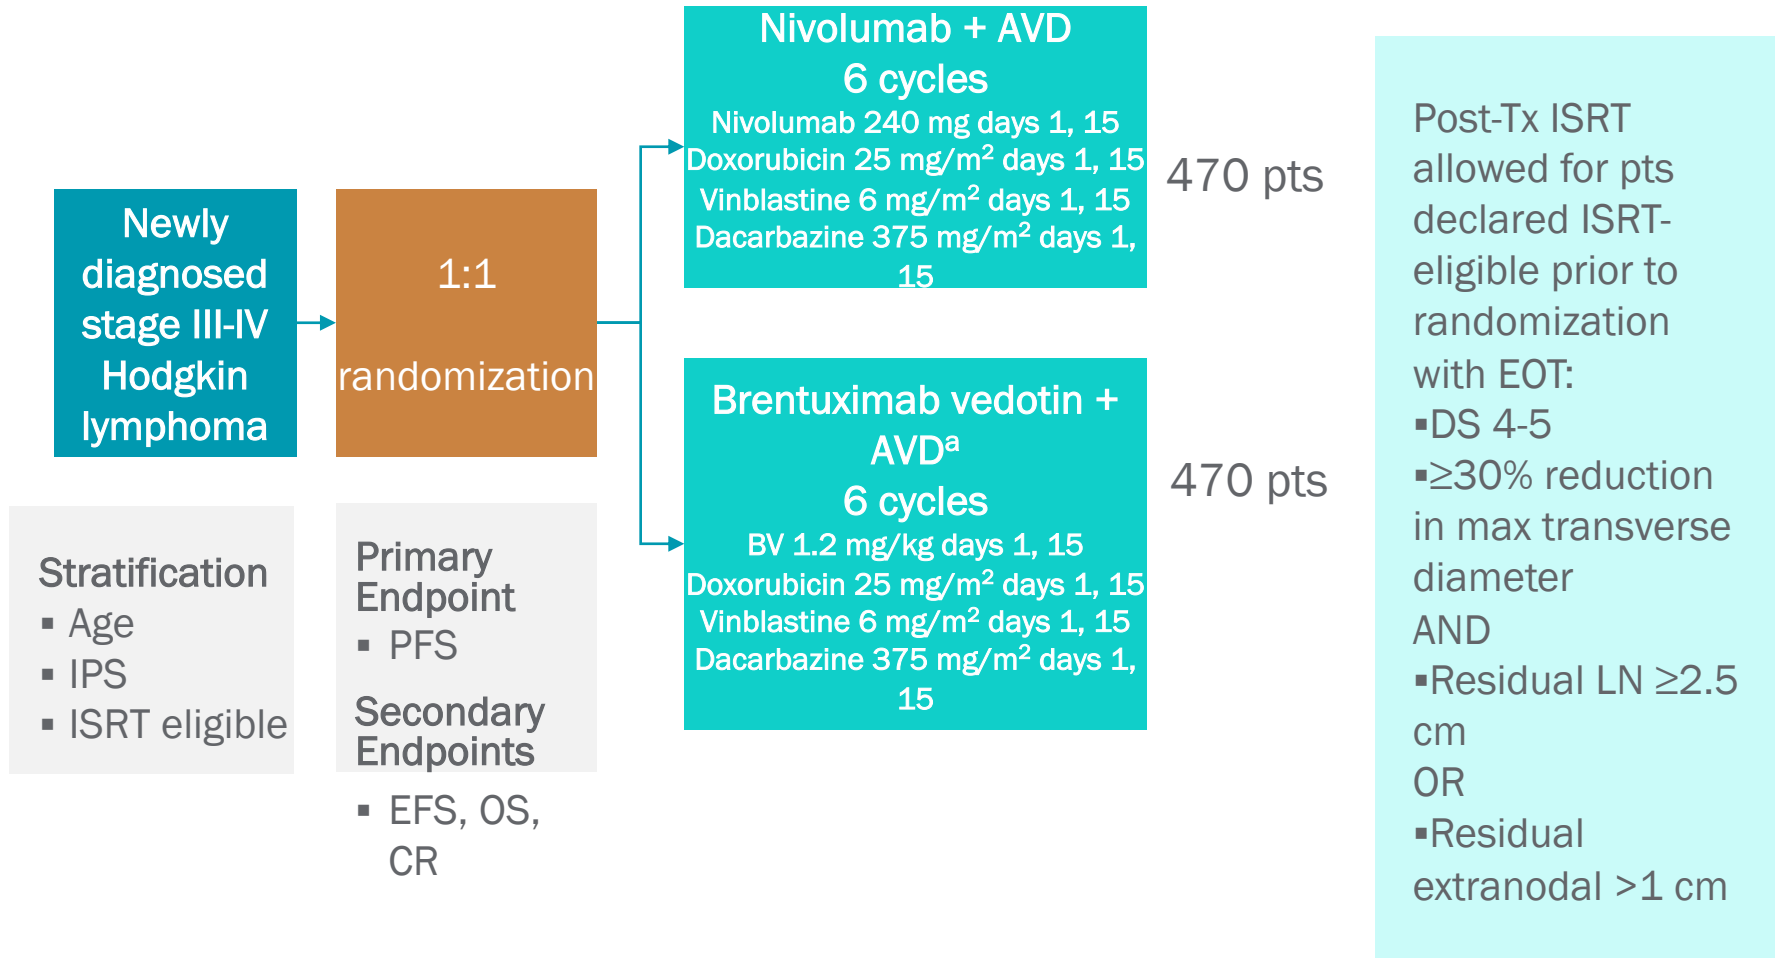 Newly
diagnosed
stage III-IV
Hodgkin
lymphoma
1:1
randomization
Nivolumab + AVD
6 cycles
Nivolumab 240 mg days 1, 15
Doxorubicin 25 mg/m² days 1, 15
Vinblastine 6 mg/m² days 1, 15
Dacarbazine 375 mg/m² days 1,
15
470 pts
Brentuximab vedotin +
AVDᵃ
6 cycles
BV 1.2 mg/kg days 1, 15
Doxorubicin 25 mg/m² days 1, 15
Vinblastine 6 mg/m² days 1, 15
Dacarbazine 375 mg/m² days 1,
15
470 pts
Stratification
▪ Age
▪ IPS
▪ ISRT eligible
Primary
Endpoint
▪ PFS
Secondary
Endpoints
▪ EFS, OS,
CR
Post-Tx ISRT
allowed for pts
declared ISRT-
eligible prior to
randomization
with EOT:
▪DS 4-5
▪≥30% reduction
in max transverse
diameter
AND
▪Residual LN ≥2.5
cm
OR
▪Residual
extranodal >1 cm